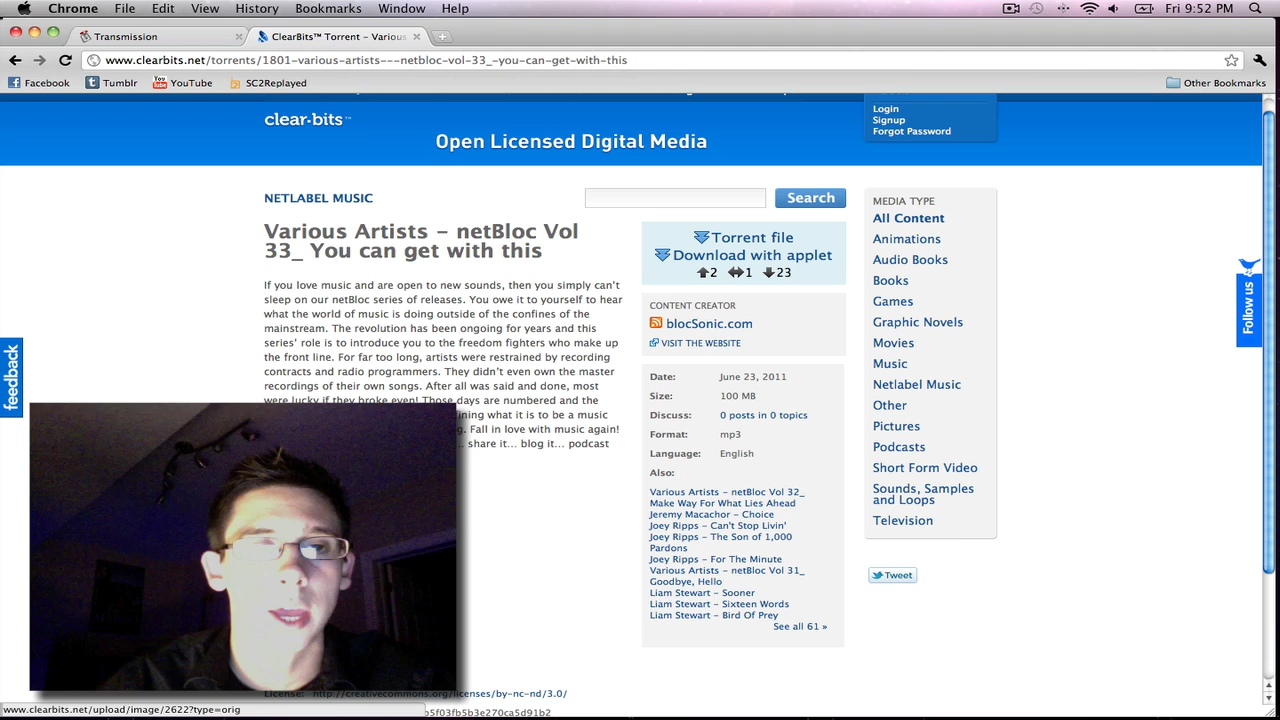 Chrome File Edit View History Bookmarks Window Help Fri 9:52 PM
Transmission ClearBits™ Torrent – Various
www.clearbits.net/torrents/1801-various-artists---netbloc-vol-33_-you-can-get-with-this
Facebook Tumblr YouTube SC2Replayed Other Bookmarks
clear·bits™
Open Licensed Digital Media
Login
Signup
Forgot Password
NETLABEL MUSIC
Search
Various Artists – netBloc Vol
33_ You can get with this
If you love music and are open to new sounds, then you simply can't
sleep on our netBloc series of releases. You owe it to yourself to hear
what the world of music is doing outside of the confines of the
mainstream. The revolution has been ongoing for years and this
series' role is to introduce you to the freedom fighters who make up
the front line. For far too long, artists were restrained by recording
contracts and radio programmers. They didn't even own the master
recordings of their own songs. After all was said and done, most
were lucky if they broke even! Those days are numbered and the
ining what it is to be a music
g. Fall in love with music again!
... share it... blog it... podcast
Torrent file
Download with applet
2 1 23
CONTENT CREATOR
blocSonic.com
VISIT THE WEBSITE
Date: June 23, 2011
Size: 100 MB
Discuss: 0 posts in 0 topics
Format: mp3
Language: English
Also:
Various Artists – netBloc Vol 32_
Make Way For What Lies Ahead
Jeremy Macachor – Choice
Joey Ripps – Can't Stop Livin'
Joey Ripps – The Son of 1,000
Pardons
Joey Ripps – For The Minute
Various Artists – netBloc Vol 31_
Goodbye, Hello
Liam Stewart – Sooner
Liam Stewart – Sixteen Words
Liam Stewart – Bird Of Prey
See all 61 »
MEDIA TYPE
All Content
Animations
Audio Books
Books
Games
Graphic Novels
Movies
Music
Netlabel Music
Other
Pictures
Podcasts
Short Form Video
Sounds, Samples
and Loops
Television
Tweet
Follow us
feedback
License: http://creativecommons.org/licenses/by-nc-nd/3.0/
www.clearbits.net/upload/image/2622?type=orig
b5f03fb5b3e270ca5d91b2